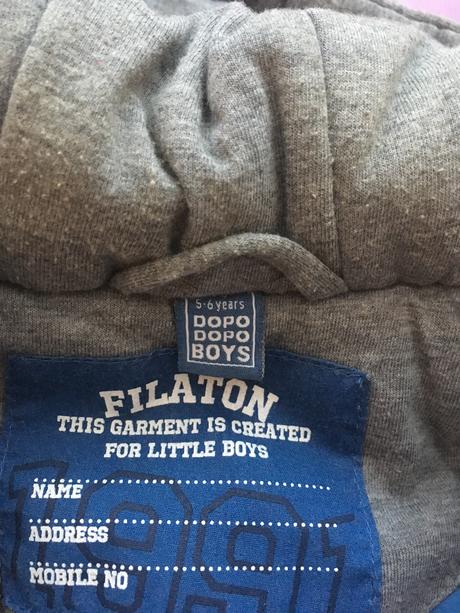 5-6 years
DOPO
DOPO
BOYS
FILATON
THIS GARMENT IS CREATED
FOR LITTLE BOYS
NAME
ADDRESS
MOBILE NO